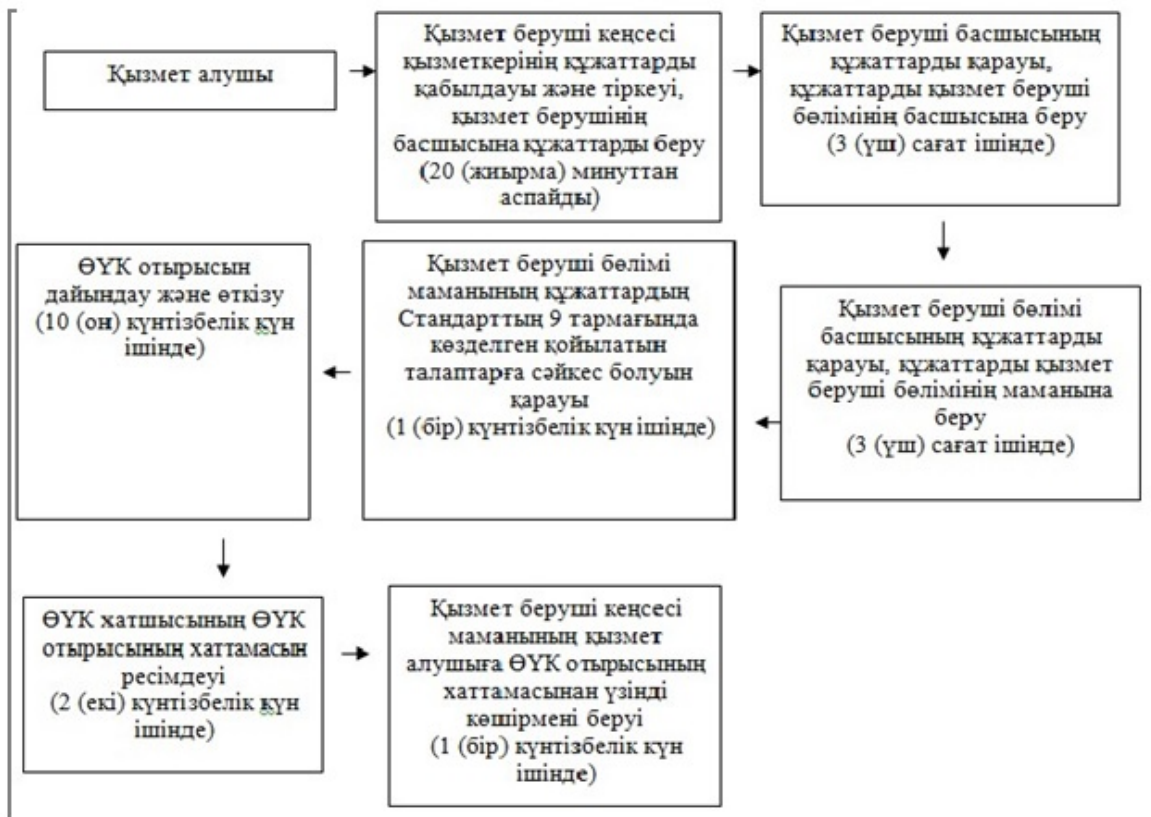 Қызмет алушы
Қызмет беруші кеңсесі
қызметкерінің құжаттарды
қабылдауы және тіркеуі,
қызмет берушінің
басшысына құжаттарды беру
(20 (жиырма) минуттан
аспайды)
Қызмет беруші басшысының
құжаттарды қарауы,
құжаттарды қызмет беруші
бөлімінің басшысына беру
(3 (үш) сағат ішінде)
Қызмет беруші бөлімі
басшысының құжаттарды
қарауы, құжаттарды қызмет
беруші бөлімінің маманына
беру
(3 (үш) сағат ішінде)
Қызмет беруші бөлімі
маманының құжаттардың
Стандарттың 9 тармағында
көзделген қойылатын
талаптарға сәйкес болуын
қарауы
(1 (бір) күнтізбелік күн ішінде)
ӨҮК отырысын
дайындау және өткізу
(10 (он) күнтізбелік күн
ішінде)
ӨҮК хатшысының ӨҮК
отырысының хаттамасын
ресімдеуі
(2 (екі) күнтізбелік күн
ішінде)
Қызмет беруші кеңсесі
маманының қызмет
алушыға ӨҮК отырысының
хаттамасынан үзінді
көшірмені беруі
(1 (бір) күнтізбелік күн
ішінде)